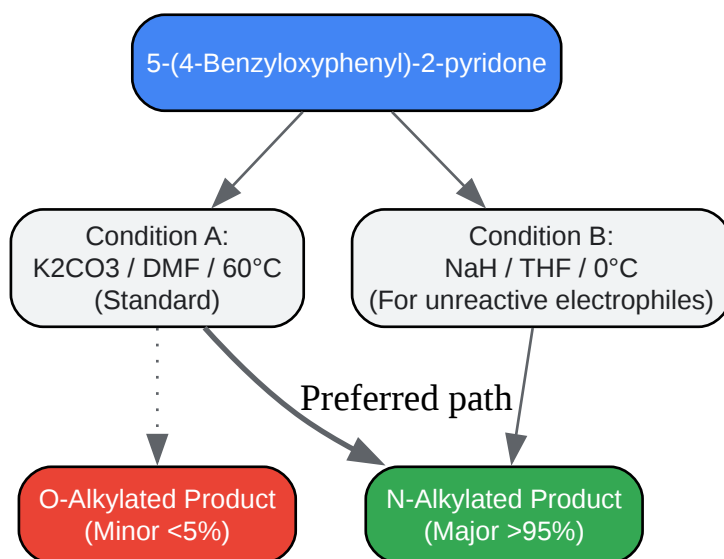 5-(4-Benzyloxyphenyl)-2-pyridone
Condition A:
K2CO3 / DMF / 60°C
(Standard)
Condition B:
NaH / THF / 0°C
(For unreactive electrophiles)
Preferred path
O-Alkylated Product
(Minor <5%)
N-Alkylated Product
(Major >95%)